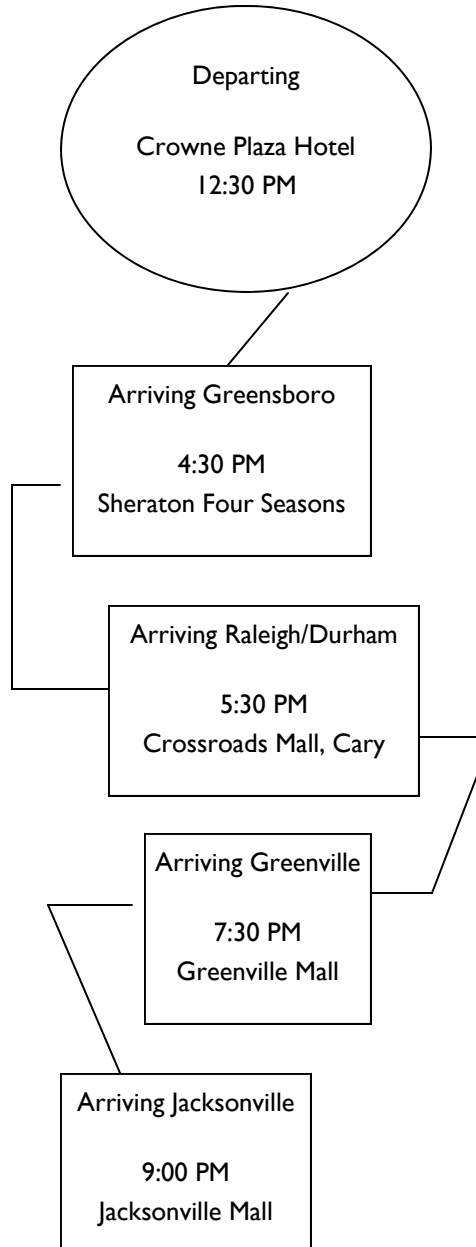 Departing
Crowne Plaza Hotel
12:30 PM
Arriving Greensboro
4:30 PM
Sheraton Four Seasons
Arriving Raleigh/Durham
5:30 PM
Crossroads Mall, Cary
Arriving Greenville
7:30 PM
Greenville Mall
Arriving Jacksonville
9:00 PM
Jacksonville Mall